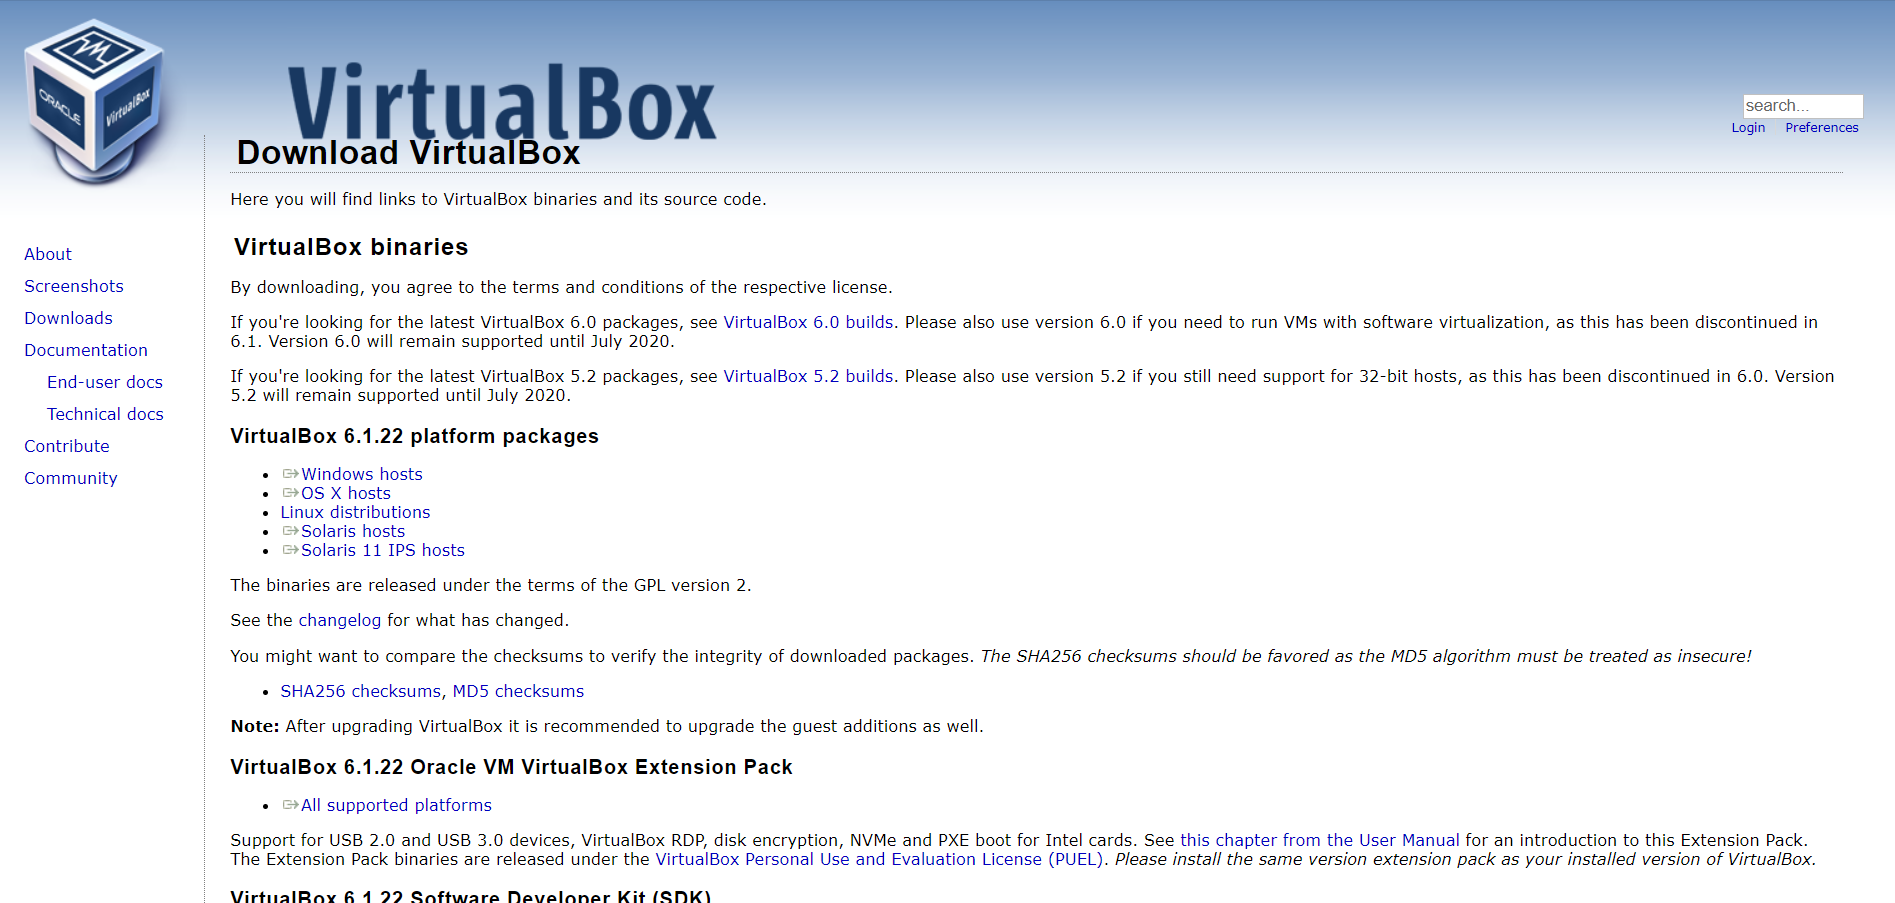 ORACLE
VirtualBox
VirtualBox
search...
Login Preferences
Download VirtualBox
Here you will find links to VirtualBox binaries and its source code.
About
Screenshots
Downloads
Documentation
End-user docs
Technical docs
Contribute
Community
VirtualBox binaries
By downloading, you agree to the terms and conditions of the respective license.
If you're looking for the latest VirtualBox 6.0 packages, see VirtualBox 6.0 builds. Please also use version 6.0 if you need to run VMs with software virtualization, as this has been discontinued in
6.1. Version 6.0 will remain supported until July 2020.
If you're looking for the latest VirtualBox 5.2 packages, see VirtualBox 5.2 builds. Please also use version 5.2 if you still need support for 32-bit hosts, as this has been discontinued in 6.0. Version
5.2 will remain supported until July 2020.
VirtualBox 6.1.22 platform packages
Windows hosts
OS X hosts
Linux distributions
Solaris hosts
Solaris 11 IPS hosts
The binaries are released under the terms of the GPL version 2.
See the changelog for what has changed.
You might want to compare the checksums to verify the integrity of downloaded packages. The SHA256 checksums should be favored as the MD5 algorithm must be treated as insecure!
SHA256 checksums, MD5 checksums
Note: After upgrading VirtualBox it is recommended to upgrade the guest additions as well.
VirtualBox 6.1.22 Oracle VM VirtualBox Extension Pack
All supported platforms
Support for USB 2.0 and USB 3.0 devices, VirtualBox RDP, disk encryption, NVMe and PXE boot for Intel cards. See this chapter from the User Manual for an introduction to this Extension Pack.
The Extension Pack binaries are released under the VirtualBox Personal Use and Evaluation License (PUEL). Please install the same version extension pack as your installed version of VirtualBox.
VirtualBox 6.1.22 Software Developer Kit (SDK)